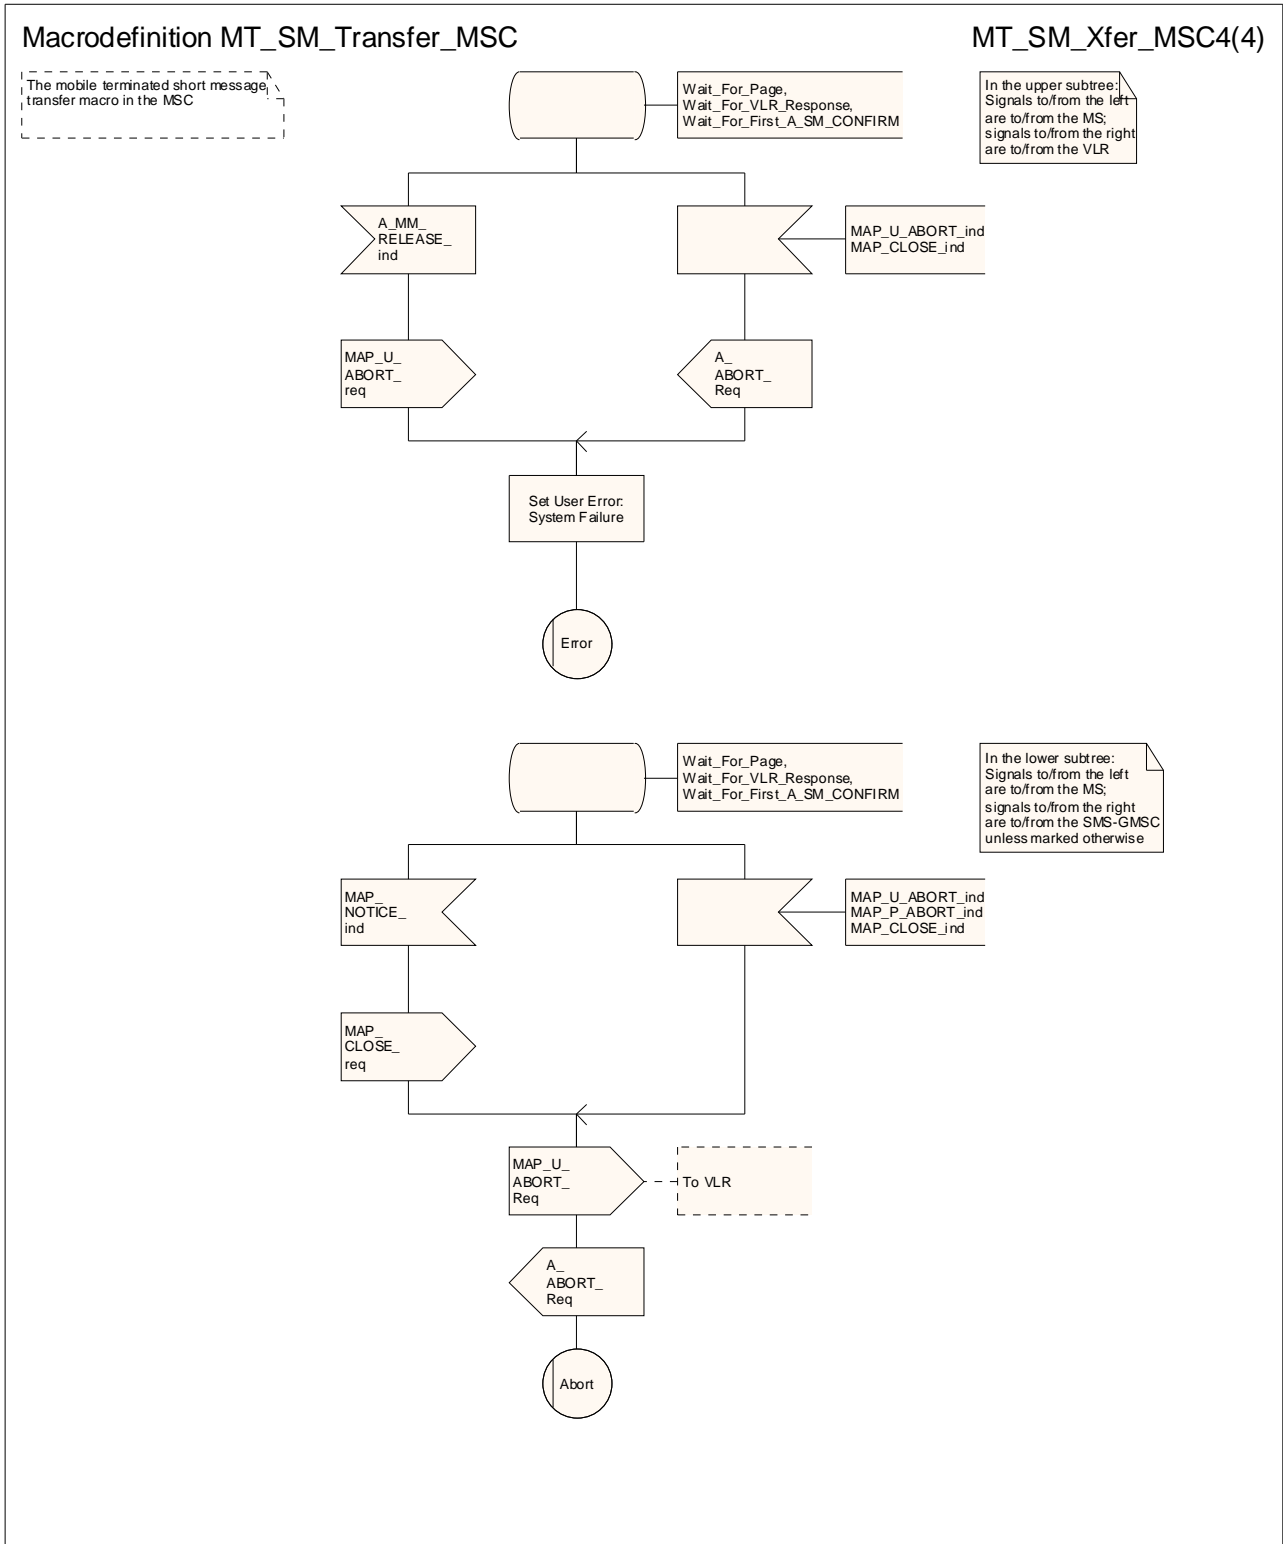 Macrodefinition MT_SM_Transfer_MSC
MT_SM_Xfer_MSC4(4)
The mobile terminated short message
transfer macro in the MSC
Wait_For_Page,
Wait_For_VLR_Response,
Wait_For_First_A_SM_CONFIRM
In the upper subtree:
Signals to/from the left
are to/from the MS;
signals to/from the right
are to/from the VLR
A_MM_
RELEASE_
ind
MAP_U_ABORT_ind
MAP_CLOSE_ind
MAP_U_
ABORT_
req
A_
ABORT_
Req
Set User Error:
System Failure
Error
Wait_For_Page,
Wait_For_VLR_Response,
Wait_For_First_A_SM_CONFIRM
In the lower subtree:
Signals to/from the left
are to/from the MS;
signals to/from the right
are to/from the SMS-GMSC
unless marked otherwise
MAP_
NOTICE_
ind
MAP_U_ABORT_ind
MAP_P_ABORT_ind
MAP_CLOSE_ind
MAP_
CLOSE_
req
MAP_U_
ABORT_
Req
To VLR
A_
ABORT_
Req
Abort